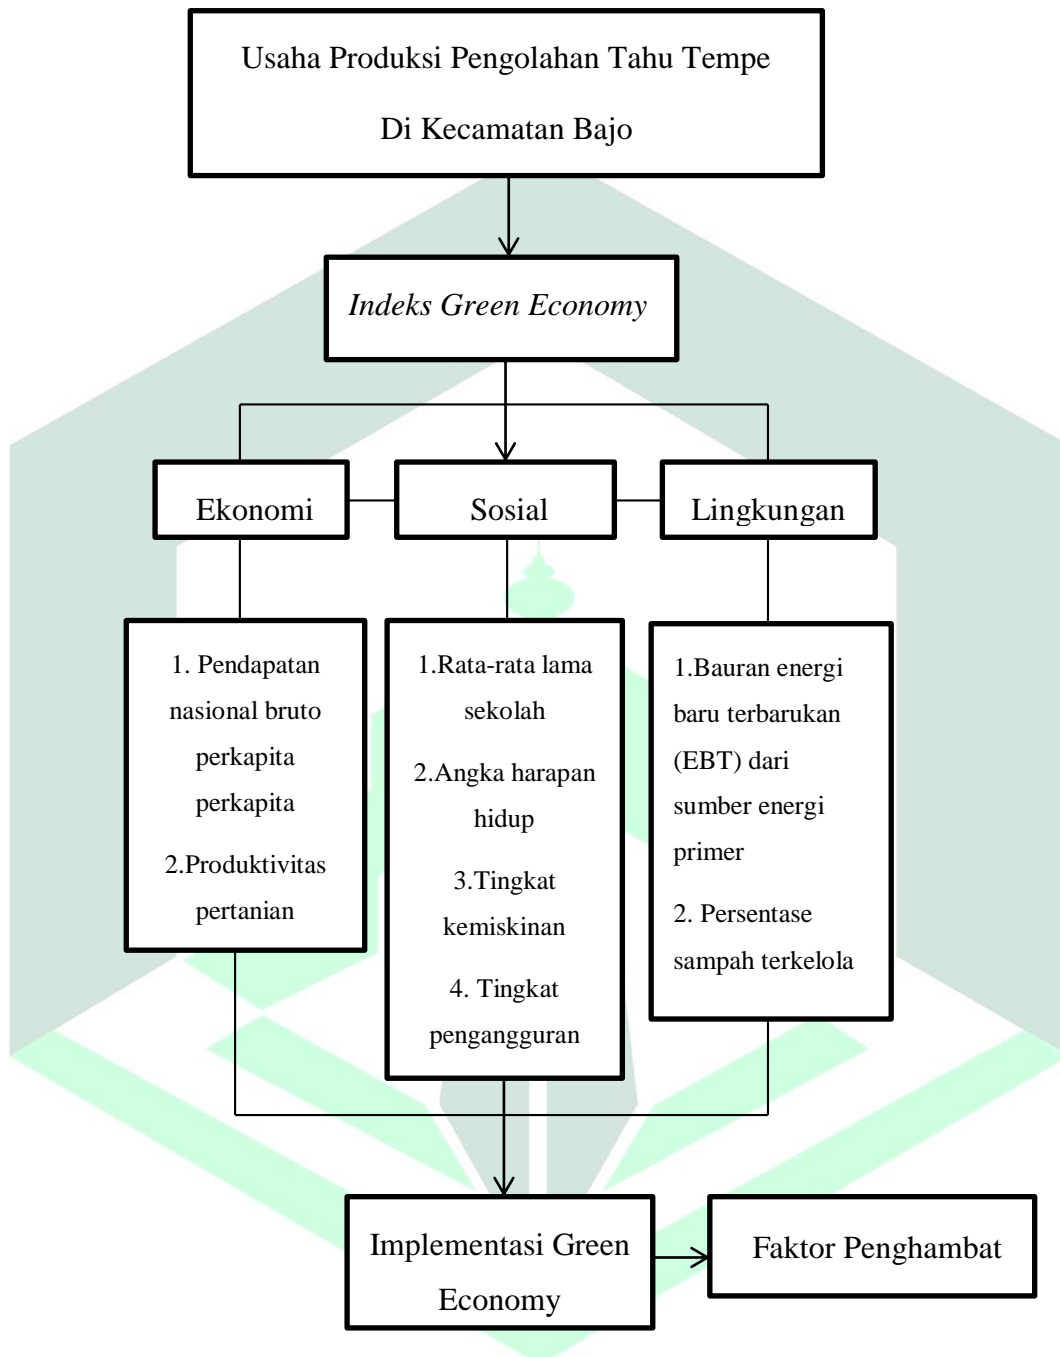 Usaha Produksi Pengolahan Tahu Tempe
Di Kecamatan Bajo
Indeks Green Economy
Ekonomi
Sosial
Lingkungan
1. Pendapatan
nasional bruto
perkapita
perkapita
2.Produktivitas
pertanian
1.Rata-rata lama
sekolah
2.Angka harapan
hidup
3.Tingkat
kemiskinan
4. Tingkat
pengangguran
1.Bauran energi
baru terbarukan
(EBT) dari
sumber energi
primer
2. Persentase
sampah terkelola
Implementasi Green
Economy
Faktor Penghambat